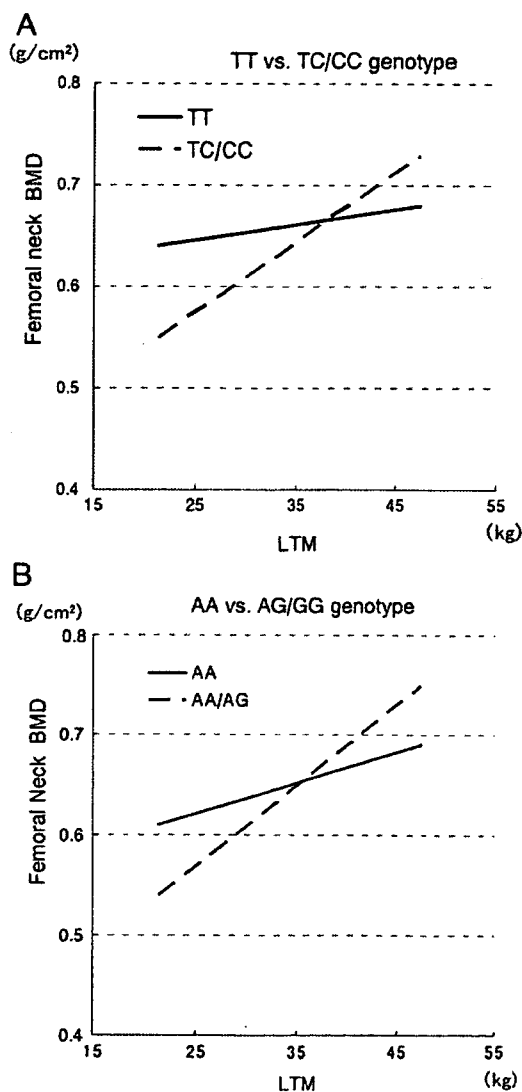 A
(g/cm²)
TT vs. TC/CC genotype
0.8
TT
TC/CC
0.7
0.6
0.5
0.4
Femoral neck BMD
15 25 35 45 55
LTM
(kg)
B
(g/cm²)
AA vs. AG/GG genotype
0.8
AA
AA/AG
0.7
0.6
0.5
0.4
Femoral Neck BMD
15 25 35 45 55
LTM
(kg)